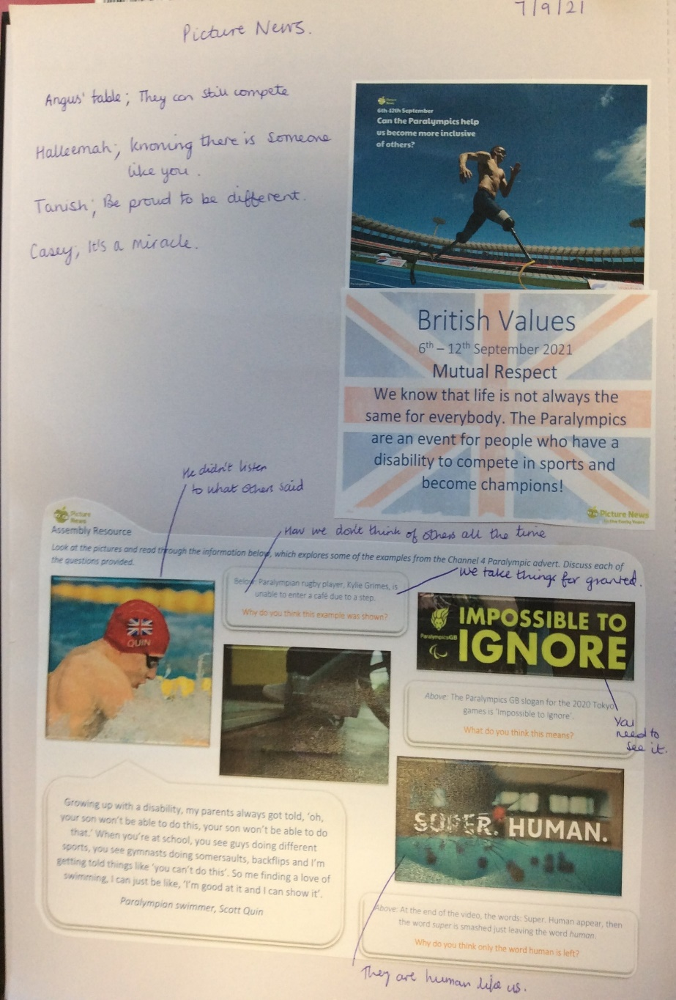 7/9/21
Picture News.
Angus' table; They can still compete
Halleemah; knowing there is someone
like you.
Tanish; Be proud to be different.
Casey; It's a miracle.
Picture
News
6th-12th September
Can the Paralympics help
us become more inclusive
of others?
British Values
6th – 12th September 2021
Mutual Respect
We know that life is not always the
same for everybody. The Paralympics
are an event for people who have a
disability to compete in sports and
become champions!
Picture News
in the Early Years
He didn't listen
to what others said
How we don't think of others all the time
We take things for granted.
Picture
News
Assembly Resource
Look at the pictures and read through the information below, which explores some of the examples from the Channel 4 Paralympic advert. Discuss each of
the questions provided.
QUIN
Below: Paralympian rugby player, Kylie Grimes, is
unable to enter a café due to a step.
Why do you think this example was shown?
ParalympicsGB
IMPOSSIBLE TO
IGNORE
Above: The Paralympics GB slogan for the 2020 Tokyo
games is 'Impossible to Ignore'.
What do you think this means?
You
need to
see it.
Growing up with a disability, my parents always got told, 'oh,
your son won't be able to do this, your son won't be able to do
that.' When you're at school, you see guys doing different
sports, you see gymnasts doing somersaults, backflips and I'm
getting told things like 'you can't do this'. So me finding a love of
swimming, I can just be like, 'I'm good at it and I can show it'.
Paralympian swimmer, Scott Quin
SUPER. HUMAN.
Above: At the end of the video, the words: Super. Human appear, then
the word super is smashed just leaving the word human.
Why do you think only the word human is left?
They are human like us.